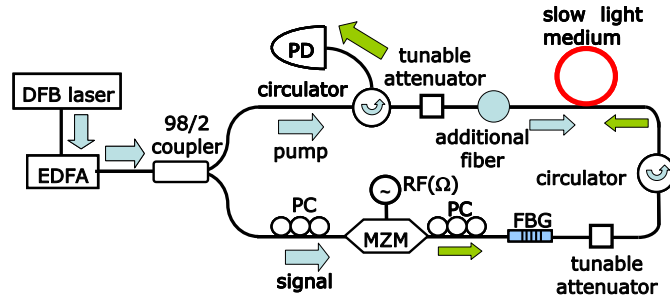 slow light
medium
PD
tunable
attenuator
circulator
DFB laser
98/2
coupler
pump
additional
fiber
EDFA
circulator
PC
~
RF(Ω)
PC
FBG
MZM
signal
tunable
attenuator